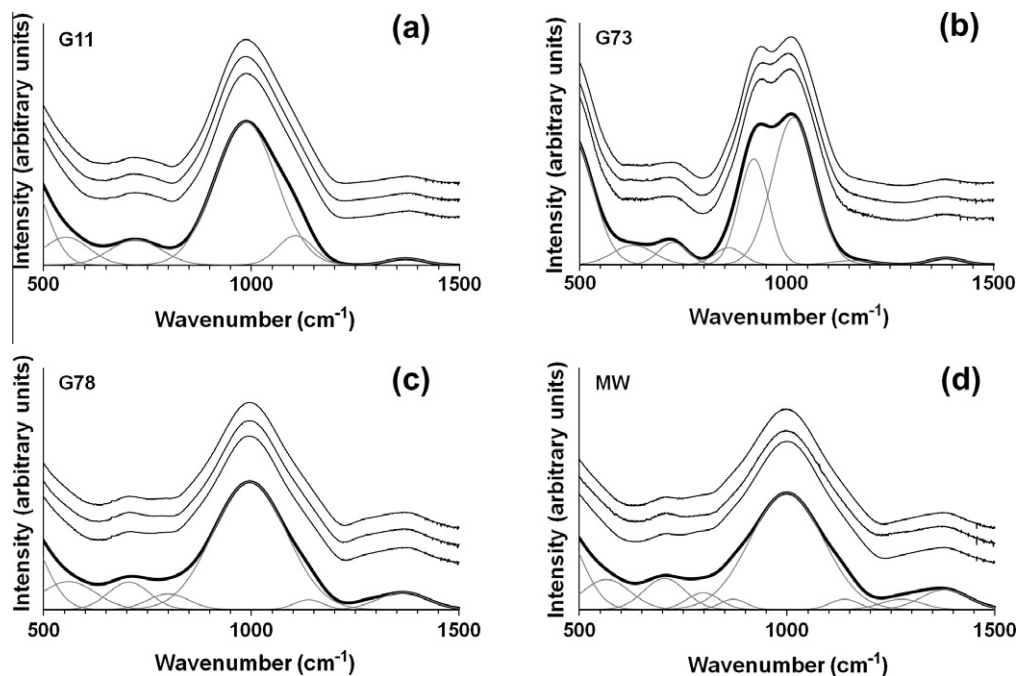 G11
(a)
Intensity (arbitrary units)
500
1000
1500
Wavenumber (cm-1)
G73
(b)
Intensity (arbitrary units)
500
1000
1500
Wavenumber (cm-1)
G78
(c)
Intensity (arbitrary units)
500
1000
1500
Wavenumber (cm-1)
MW
(d)
Intensity (arbitrary units)
500
1000
1500
Wavenumber (cm-1)